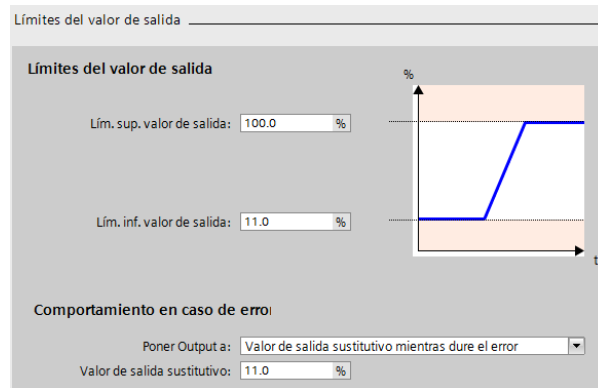 Límites del valor de salida
Límites del valor de salida
%
Lím. sup. valor de salida: 100.0 %
Lím. inf. valor de salida: 11.0 %
t
Comportamiento en caso de erro
Poner Output a: Valor de salida sustitutivo mientras dure el error
Valor de salida sustitutivo: 11.0 %